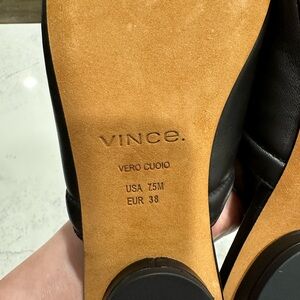 VINCE.
VERO CUOIO
USA 7.5M
EUR 38